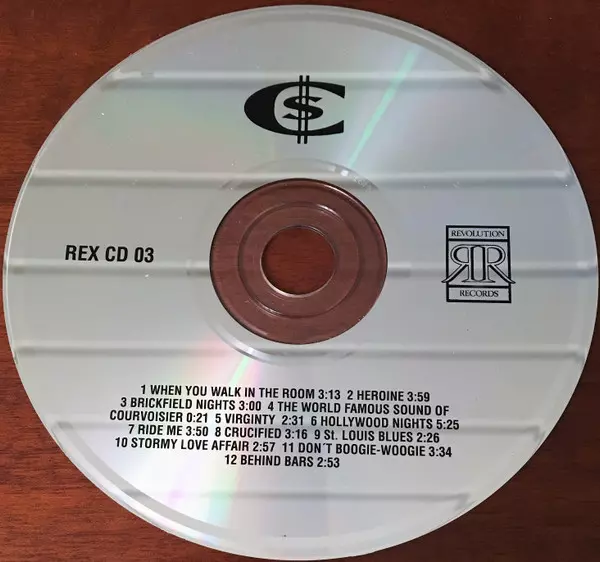 C$
REX CD 03
REVOLUTION
RR
RECORDS
1 WHEN YOU WALK IN THE ROOM 3:13 2 HEROINE 3:59
3 BRICKFIELD NIGHTS 3:00 4 THE WORLD FAMOUS SOUND OF
COURVOISIER 0:21 5 VIRGINTY 2:31 6 HOLLYWOOD NIGHTS 5:25
7 RIDE ME 3:50 8 CRUCIFIED 3:16 9 St. LOUIS BLUES 2:26
10 STORMY LOVE AFFAIR 2:57 11 DON´T BOOGIE-WOOGIE 3:34
12 BEHIND BARS 2:53